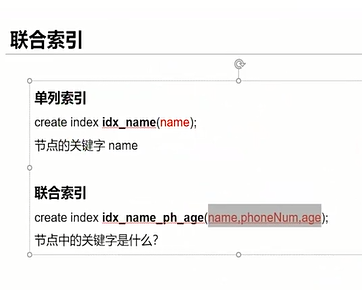 联合索引
单列索引
create index idx_name(name);
节点的关键字 name
联合索引
create index idx_name_ph_age(name,phoneNum,age);
节点中的关键字是什么?